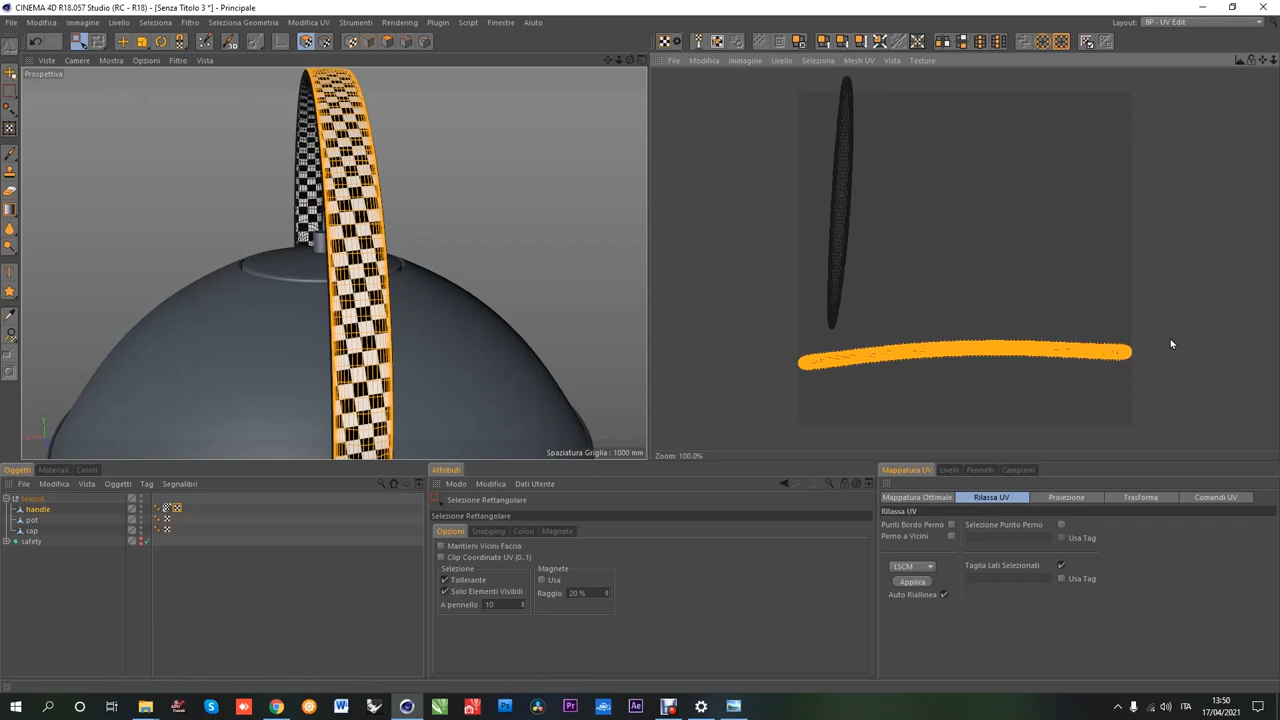 CINEMA 4D R18.057 Studio (RC - R18) - [Senza Titolo 3 *] - Principale
File Modifica Immagine Livello Seleziona Filtro Seleziona Geometria Modifica UV Strumenti Rendering Plugin Script Finestre Aiuto Layout: BP - UV Edit
Viste Camere Mostra Opzioni Filtro Vista
File Modifica Immagine Livello Seleziona Mesh UV Vista Texture
Prospettiva
Spaziatura Griglia : 1000 mm
Zoom: 100.0%
Oggetti Materiali Colori
File Modifica Vista Oggetti Tag Segnalibri
teapot
handle
pot
cap
safety
Attributi
Modo Modifica Dati Utente
Selezione Rettangolare
Selezione Rettangolare
Opzioni Snapping Colori Magnete
Mantieni Vicini Faccia
Clip Coordinate UV (0..1)
Selezione Magnete
Tollerante Usa
Solo Elementi Visibili Raggio 20 %
A pennello 10
Mappatura UV Livelli Pennelli Campioni
Mappatura Ottimale Rilassa UV Proiezione Trasforma Comandi UV
Rilassa UV
Punti Bordo Perno Selezione Punto Perno
Perno a Vicini Usa Tag
LSCM Taglia Lati Selezionati
Applica Usa Tag
Auto Riallinea
ITA
13:50
17/04/2021